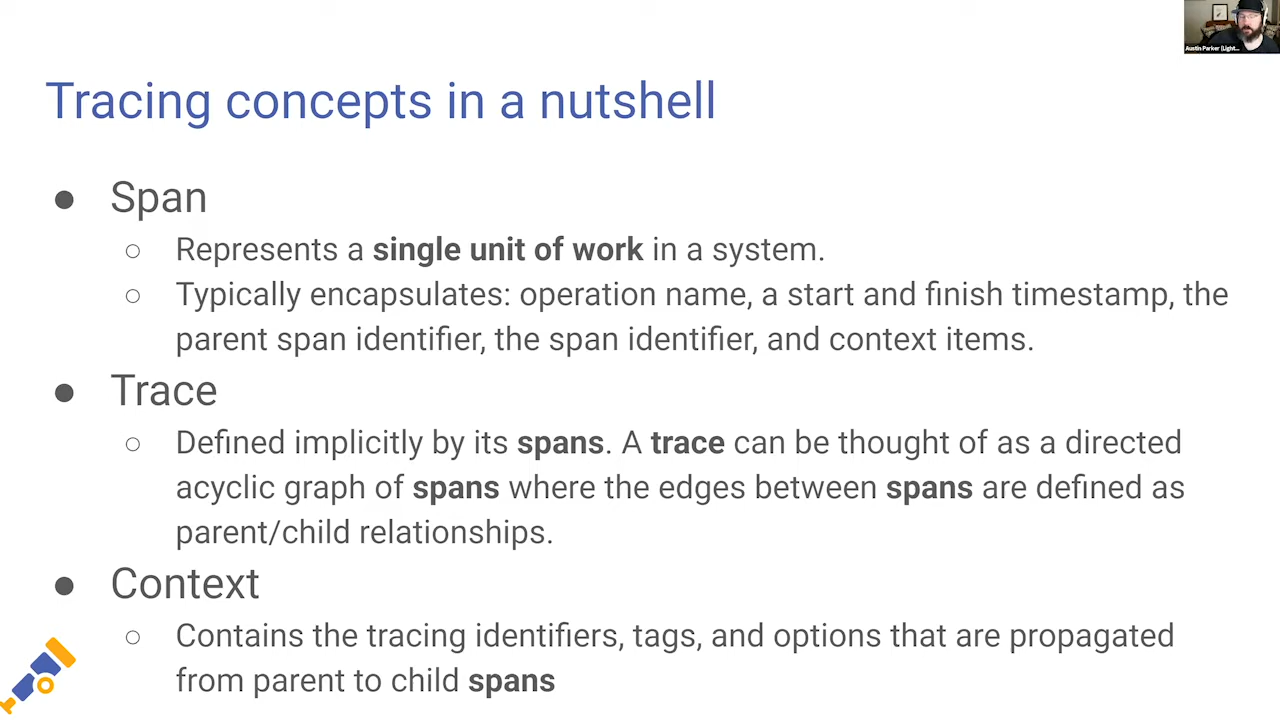 Austin Parker (Light...
Tracing concepts in a nutshell
● Span
○ Represents a single unit of work in a system.
○ Typically encapsulates: operation name, a start and finish timestamp, the
parent span identifier, the span identifier, and context items.
● Trace
○ Defined implicitly by its spans. A trace can be thought of as a directed
acyclic graph of spans where the edges between spans are defined as
parent/child relationships.
● Context
○ Contains the tracing identifiers, tags, and options that are propagated
from parent to child spans